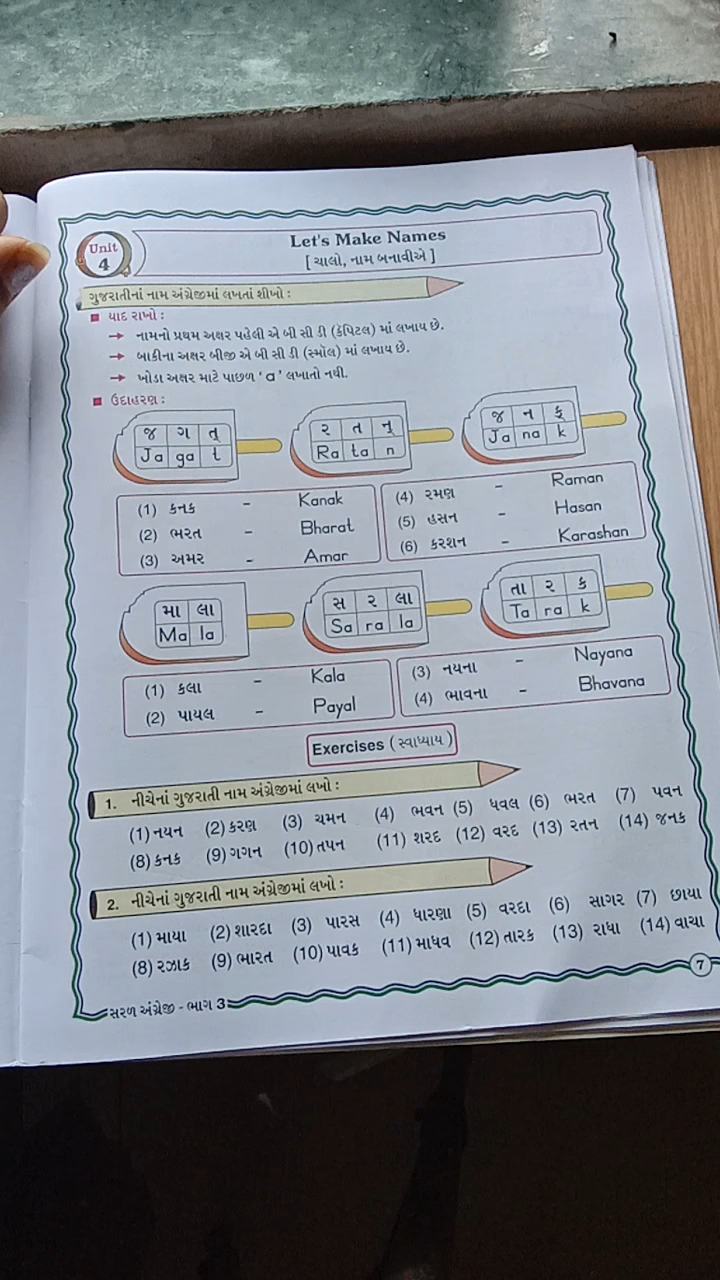 Unit 4
Let's Make Names
[ ચાલો, નામ બનાવીએ ]
ગુજરાતીનાં નામ અંગ્રેજીમાં લખતાં શીખો :
■ યાદ રાખો :
→ નામનો પ્રથમ અક્ષર પહેલી એ બી સી ડી (કૅપિટલ) માં લખાય છે.
→ બાકીના અક્ષર બીજી એ બી સી ડી (સ્મૉલ) માં લખાય છે.
→ ખોડા અક્ષર માટે પાછળ ‘a’ લખાતો નથી.
■ ઉદાહરણ :
જ ગ ત્
Ja ga t
ર ત ન્
Ra ta n
જ ન ક્
Ja na k
(1) કનક - Kanak
(2) ભરત - Bharat
(3) અમર - Amar
(4) રમણ - Raman
(5) હસન - Hasan
(6) કરશન - Karashan
મા લા
Ma la
સ ર લા
Sa ra la
તા ર ક્
Ta ra k
(1) કલા - Kala
(2) પાયલ - Payal
(3) નયના - Nayana
(4) ભાવના - Bhavana
Exercises (સ્વાધ્યાય)
1. નીચેનાં ગુજરાતી નામ અંગ્રેજીમાં લખો :
(1) નયન (2) કરણ (3) ચમન (4) ભવન (5) ધવલ (6) ભરત (7) પવન
(8) કનક (9) ગગન (10) તપન (11) શરદ (12) વરદ (13) રતન (14) જનક
2. નીચેનાં ગુજરાતી નામ અંગ્રેજીમાં લખો :
(1) માયા (2) શારદા (3) પારસ (4) ધારણા (5) વરદા (6) સાગર (7) છાયા
(8) રઝાક (9) ભારત (10) પાવક (11) માધવ (12) તારક (13) રાધા (14) વાચા
સરળ અંગ્રેજી - ભાગ 3
7